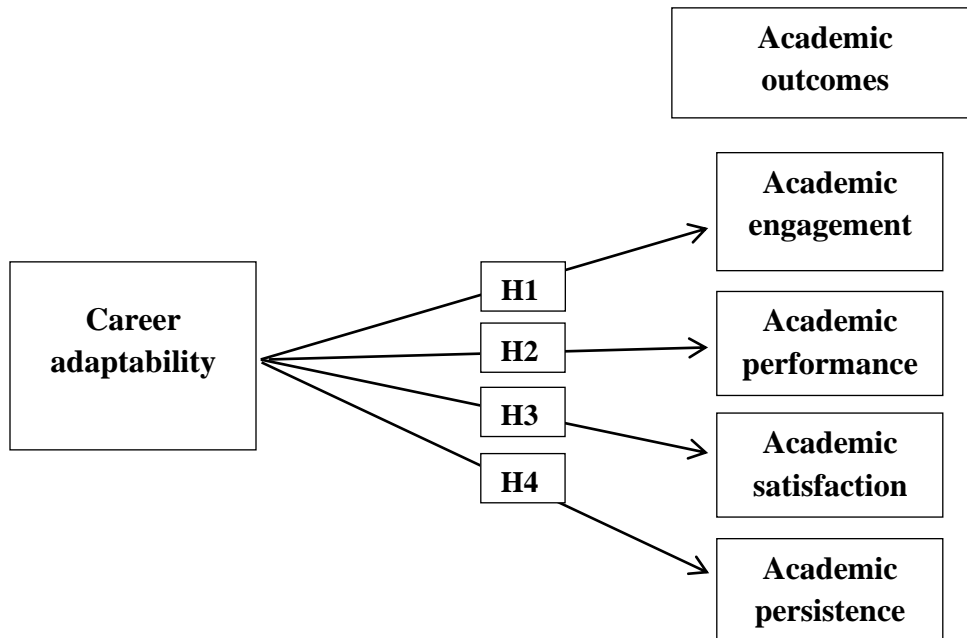 Academic
outcomes
Academic
engagement
Career
adaptability
H1
H2
H3
H4
Academic
performance
Academic
satisfaction
Academic
persistence